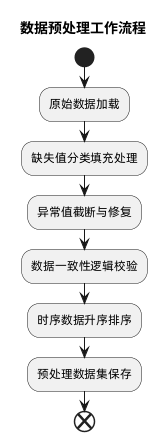 数据预处理工作流程
原始数据加载
缺失值分类填充处理
异常值截断与修复
数据一致性逻辑校验
时序数据升序排序
预处理数据集保存